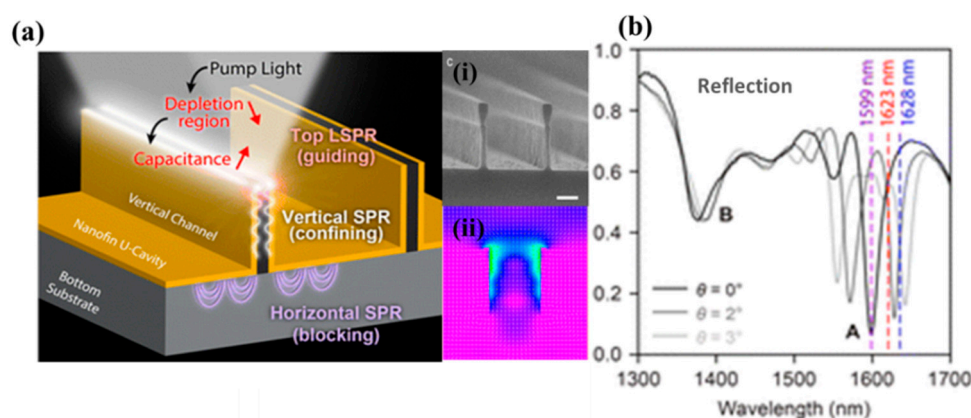 (a)
Pump Light
Depletion
region
Capacitance
Top LSPR
(guiding)
Vertical Channel
Vertical SPR
(confining)
Nanofin U-Cavity
Bottom
Substrate
Horizontal SPR
(blocking)
c
(i)
(ii)
(b)
Reflection
1599 nm
1623 nm
1628 nm
1.0
0.8
0.6
0.4
0.2
0.0
B
A
θ = 0°
θ = 2°
θ = 3°
1300
1400
1500
1600
1700
Wavelength (nm)